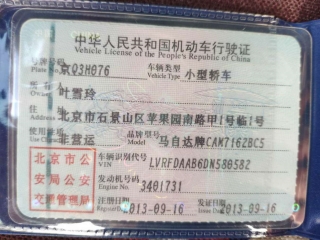 中华人民共和国机动车行驶证
Vehicle License of the People's Republic of China
号牌号码 京Q3H076 车辆类型 小型轿车
Plate No. Vehicle Type
叶雪玲
住 北京市石景山区苹果园南路甲1号临1号
使用性质 非营运 品牌型号 马自达牌CAM7162BC5
北京市公安局公安交通管理局
车辆识别代号 LVRFDAAB6DN586582
VIN
发动机号码 3401731
Engine No.
注册日期 2013-09-16 发证日期 2013-09-16
Issue Date